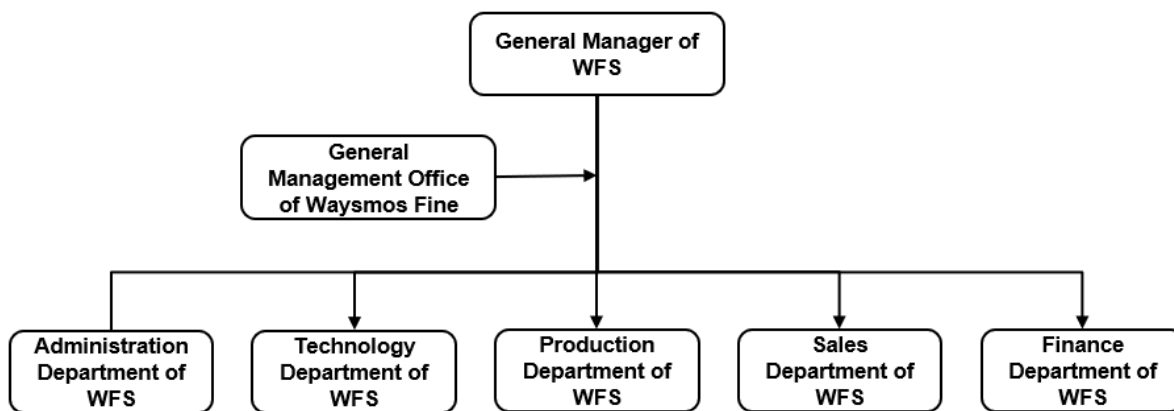 General Manager of
WFS
General
Management Office
of Waysmos Fine
Administration
Department of
WFS
Technology
Department of
WFS
Production
Department of
WFS
Sales
Department of
WFS
Finance
Department of
WFS